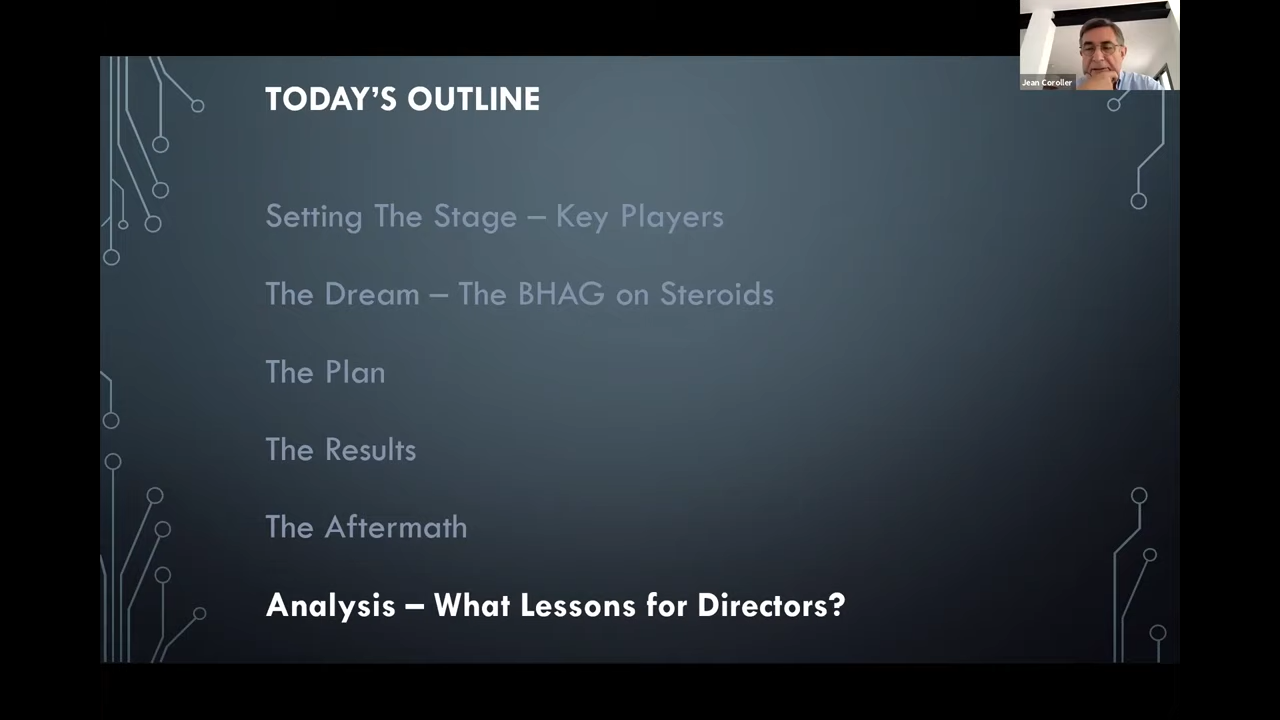 TODAY'S OUTLINE
Jean Coroller
Setting The Stage – Key Players
The Dream – The BHAG on Steroids
The Plan
The Results
The Aftermath
Analysis – What Lessons for Directors?